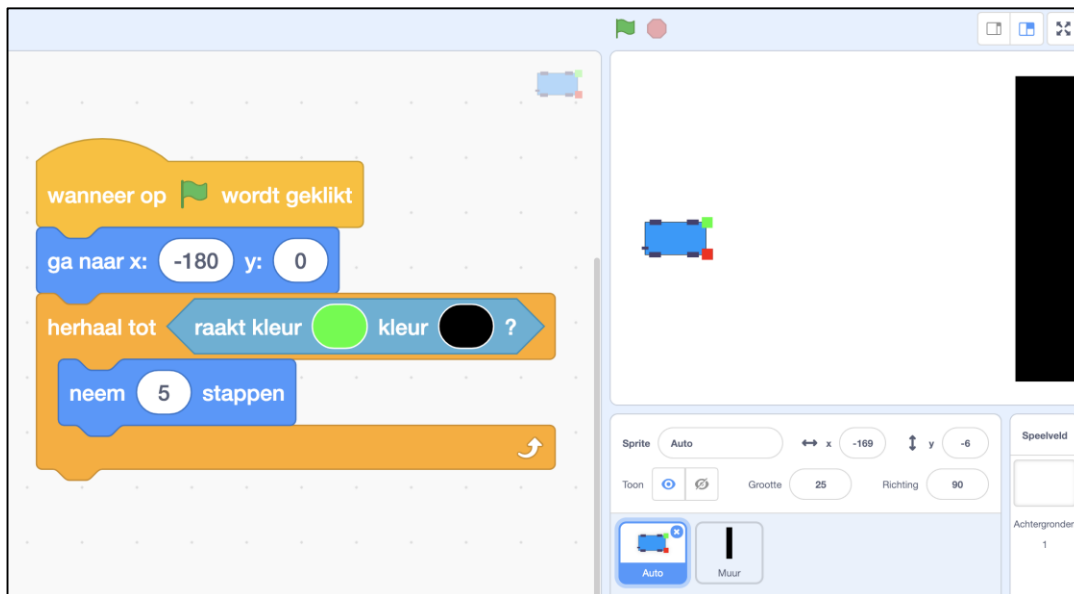 wanneer op wordt geklikt
ga naar x: -180 y: 0
herhaal tot raakt kleur kleur ?
neem 5 stappen
Sprite Auto x -169 y -6
Toon Grootte 25 Richting 90
Auto
Muur
Speelveld
Achtergronden
1